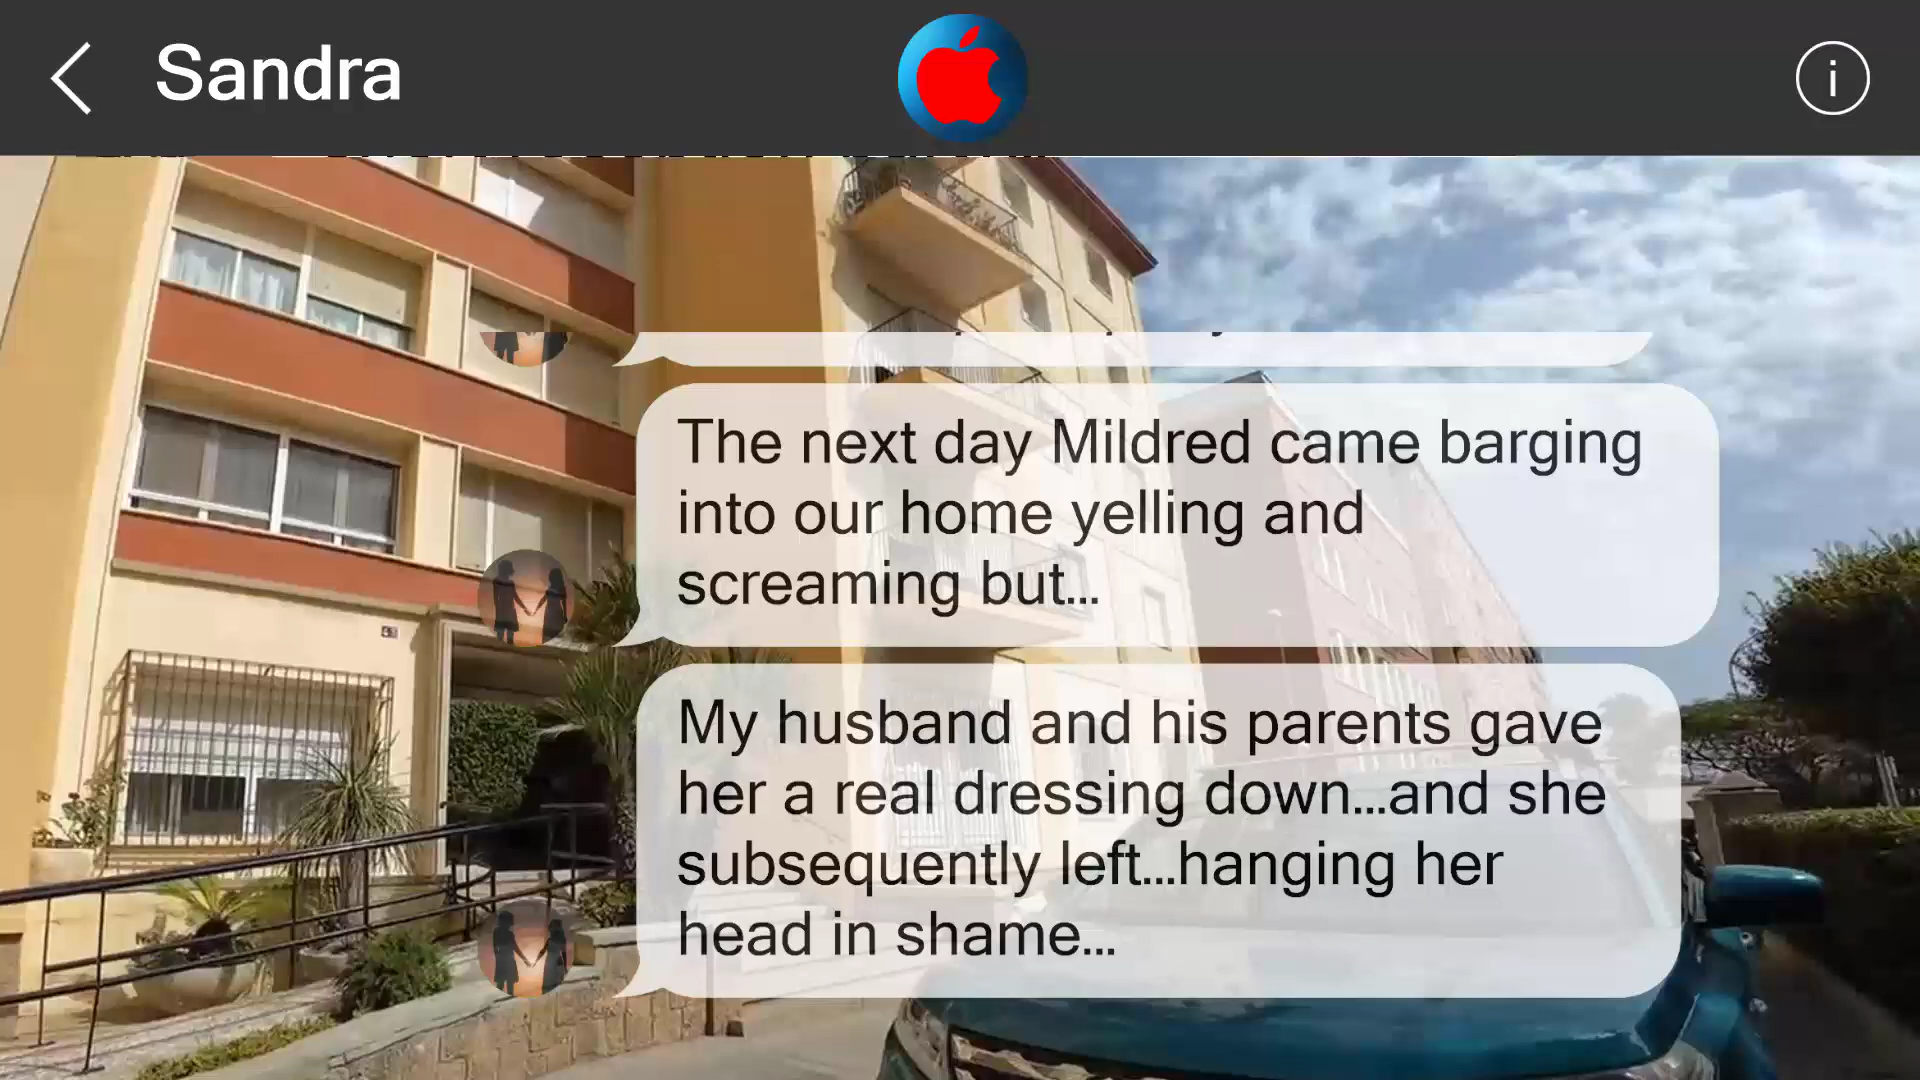 Sandra
The next day Mildred came barging
into our home yelling and
screaming but...
My husband and his parents gave
her a real dressing down...and she
subsequently left...hanging her
head in shame...